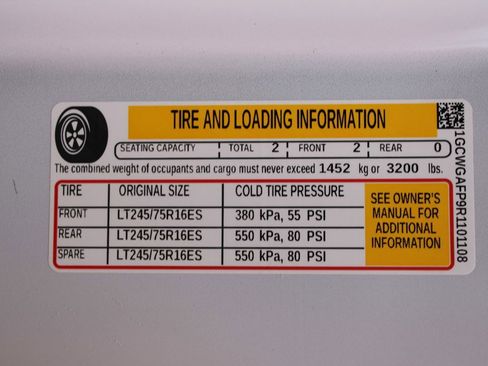 TIRE AND LOADING INFORMATION
SEATING CAPACITY TOTAL 2 FRONT 2 REAR 0
The combined weight of occupants and cargo must never exceed 1452 kg or 3200 lbs.
TIRE ORIGINAL SIZE COLD TIRE PRESSURE
FRONT LT245/75R16ES 380 kPa, 55 PSI
REAR LT245/75R16ES 550 kPa, 80 PSI
SPARE LT245/75R16ES 550 kPa, 80 PSI
SEE OWNER'S
MANUAL FOR
ADDITIONAL
INFORMATION
1GCWGAFP9R1101108